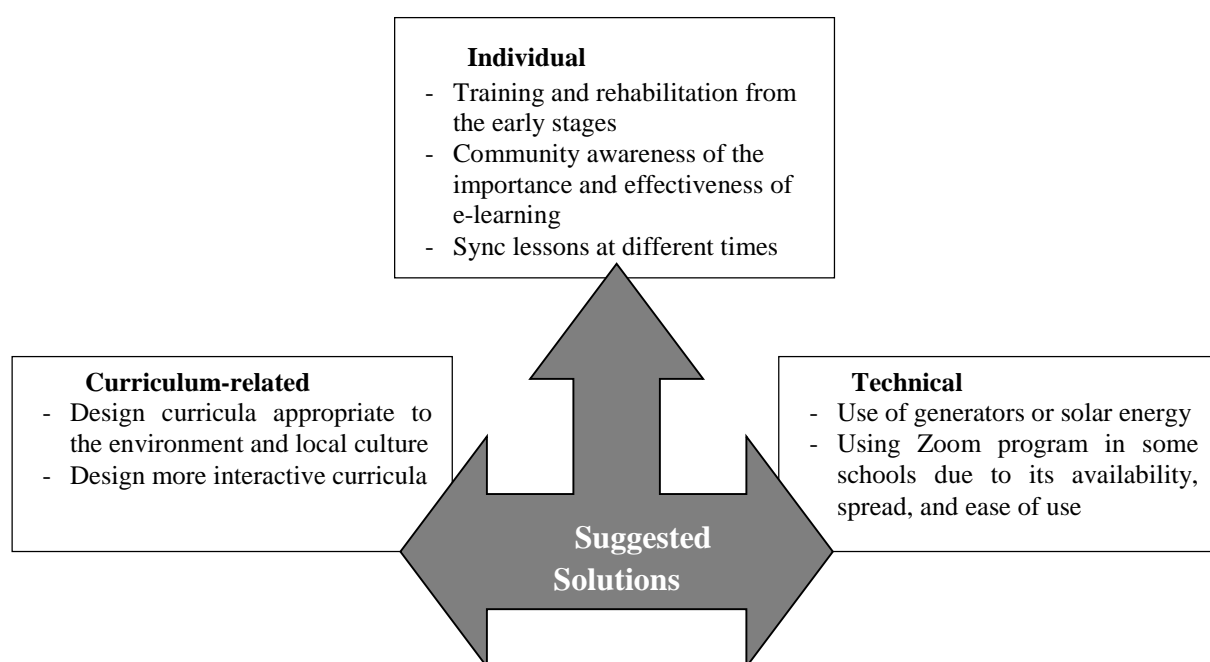 Individual
- Training and rehabilitation from
the early stages
- Community awareness of the
importance and effectiveness of
e-learning
- Sync lessons at different times
Curriculum-related
- Design curricula appropriate to
the environment and local culture
- Design more interactive curricula
Technical
- Use of generators or solar energy
- Using Zoom program in some
schools due to its availability,
spread, and ease of use
Suggested
Solutions